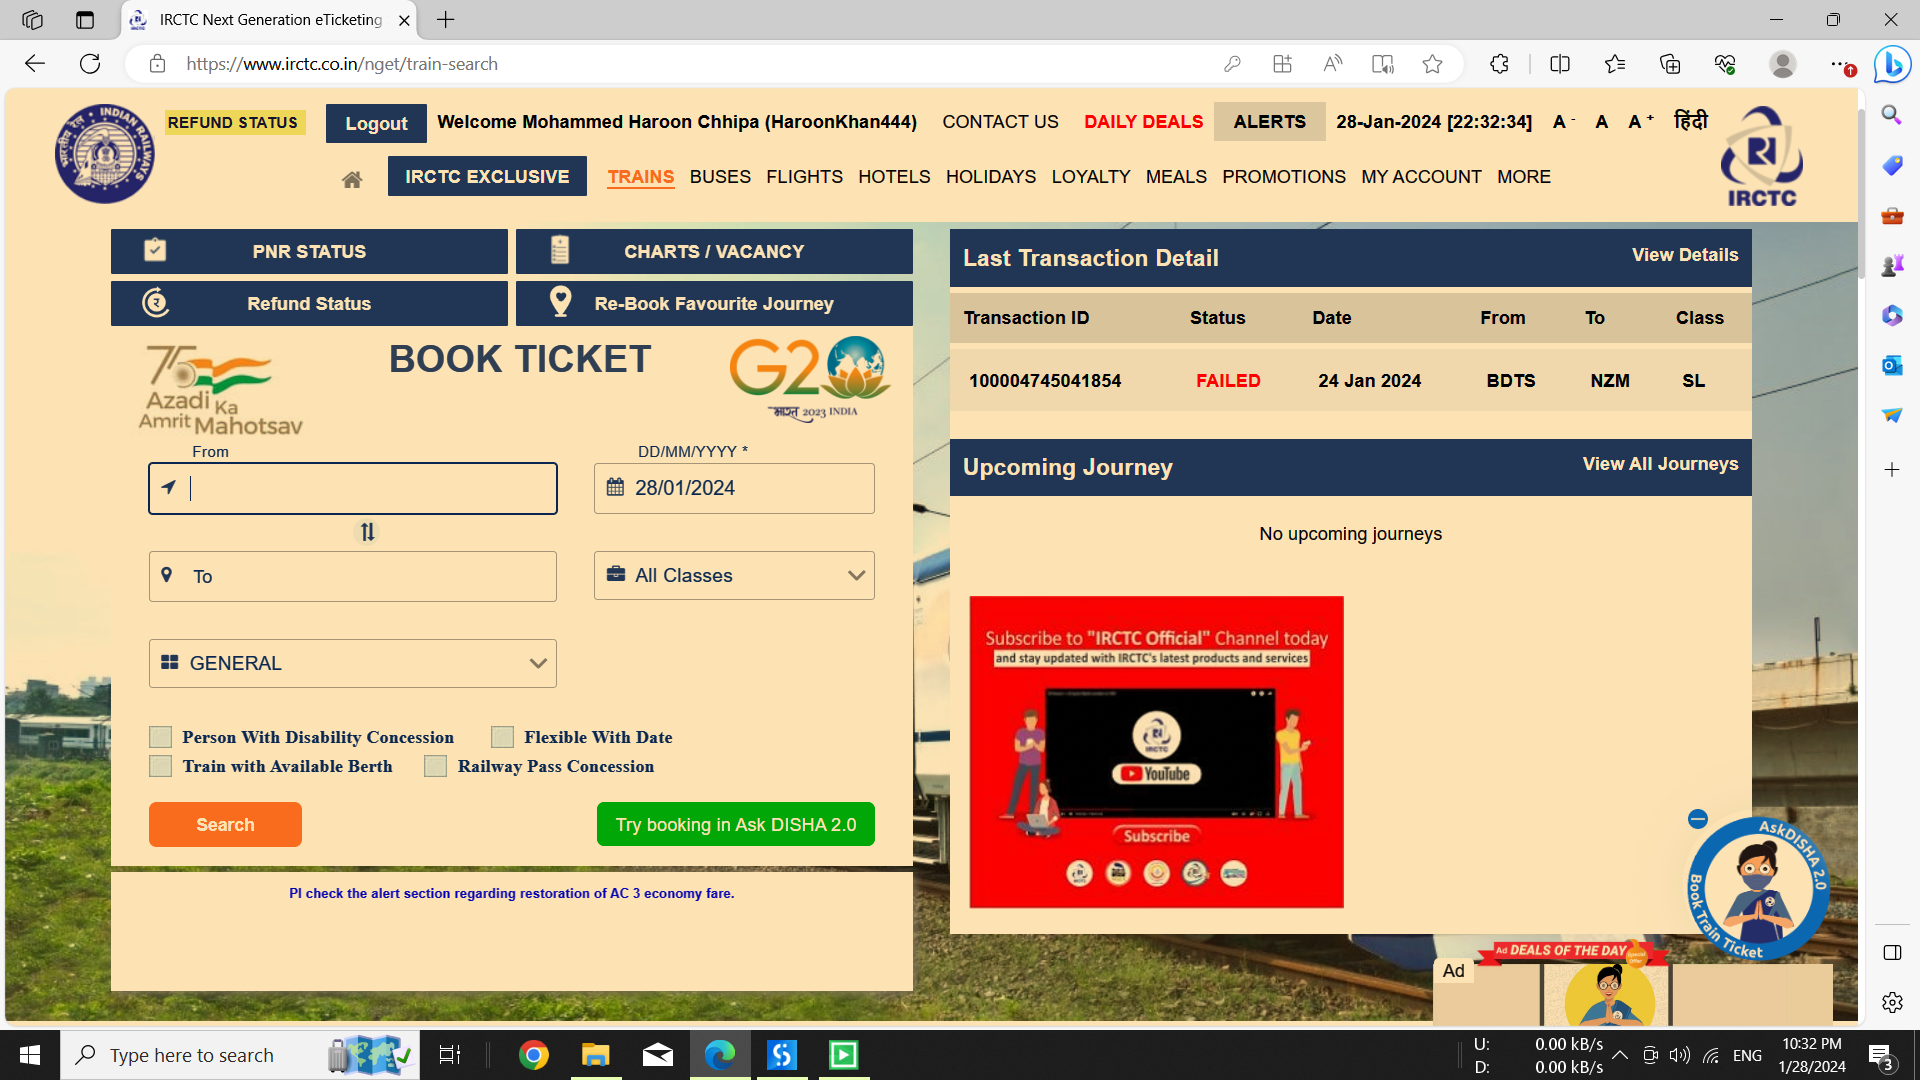 IRCTC Next Generation eTicketing
https://www.irctc.co.in/nget/train-search
REFUND STATUS
Logout
Welcome Mohammed Haroon Chhipa (HaroonKhan444)
CONTACT US
DAILY DEALS
ALERTS
28-Jan-2024 [22:32:34]
A -
A
A +
हिंदी
INDIAN RAILWAYS
भारतीय रेल
IRCTC EXCLUSIVE
TRAINS
BUSES
FLIGHTS
HOTELS
HOLIDAYS
LOYALTY
MEALS
PROMOTIONS
MY ACCOUNT
MORE
IRCTC
PNR STATUS
CHARTS / VACANCY
Refund Status
Re-Book Favourite Journey
75
Azadi Ka
Amrit Mahotsav
BOOK TICKET
G20
भारत 2023 INDIA
From
DD/MM/YYYY *
28/01/2024
To
All Classes
GENERAL
Person With Disability Concession
Flexible With Date
Train with Available Berth
Railway Pass Concession
Search
Try booking in Ask DISHA 2.0
Pl check the alert section regarding restoration of AC 3 economy fare.
Last Transaction Detail
View Details
Transaction ID Status Date From To Class
100004745041854 FAILED 24 Jan 2024 BDTS NZM SL
Upcoming Journey
View All Journeys
No upcoming journeys
Subscribe to "IRCTC Official" Channel today
and stay updated with IRCTC's latest products and services
IRCTC
YouTube
Subscribe
AskDISHA 2.0
Book Train Ticket
Ad DEALS OF THE DAY
Special Offer
Ad
Type here to search
U: 0.00 kB/s
D: 0.00 kB/s
ENG
10:32 PM
1/28/2024
3